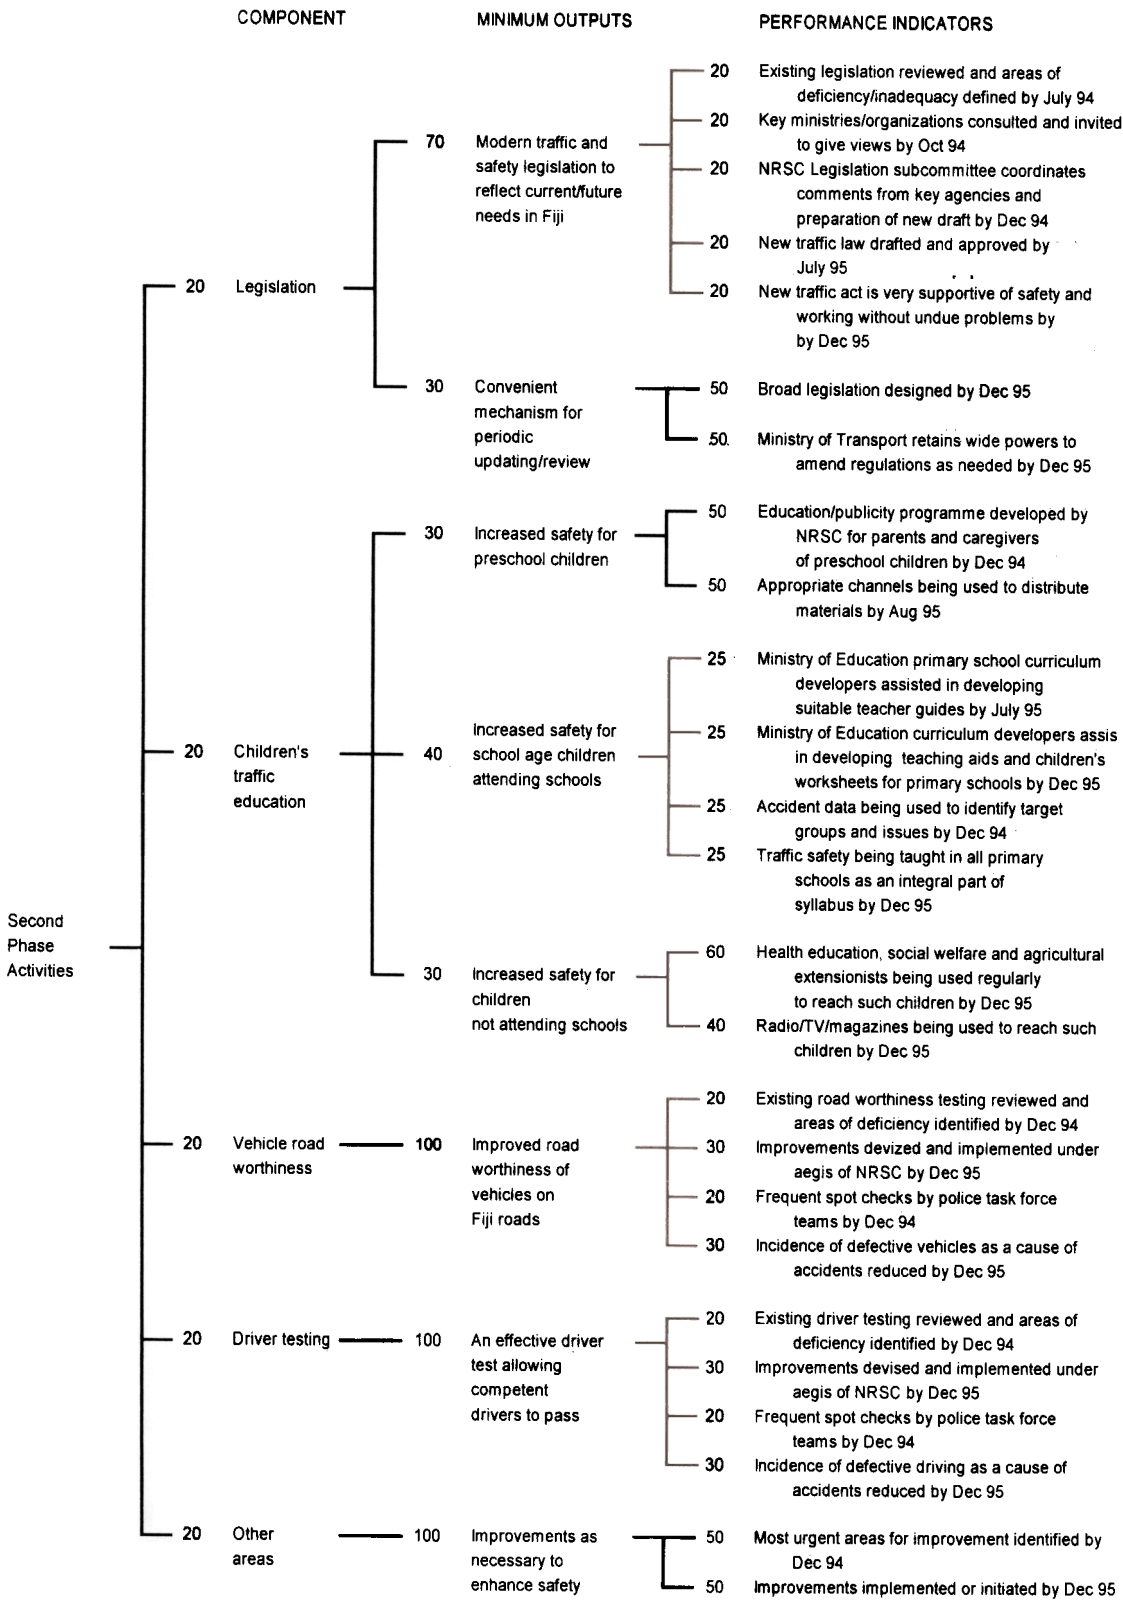 COMPONENT MINIMUM OUTPUTS PERFORMANCE INDICATORS
20 Existing legislation reviewed and areas of
deficiency/inadequacy defined by July 94
20 Key ministries/organizations consulted and invited
to give views by Oct 94
70 Modern traffic and
safety legislation to
reflect current/future
needs in Fiji
20 NRSC Legislation subcommittee coordinates
comments from key agencies and
preparation of new draft by Dec 94
20 New traffic law drafted and approved by
July 95
20 Legislation
20 New traffic act is very supportive of safety and
working without undue problems by
by Dec 95
30 Convenient
mechanism for
periodic
updating/review
50 Broad legislation designed by Dec 95
50. Ministry of Transport retains wide powers to
amend regulations as needed by Dec 95
30 Increased safety for
preschool children
50 Education/publicity programme developed by
NRSC for parents and caregivers
of preschool children by Dec 94
50 Appropriate channels being used to distribute
materials by Aug 95
25 Ministry of Education primary school curriculum
developers assisted in developing
suitable teacher guides by July 95
20 Children's
traffic
education
40 Increased safety for
school age children
attending schools
25 Ministry of Education curriculum developers assis
in developing teaching aids and children's
worksheets for primary schools by Dec 95
25 Accident data being used to identify target
groups and issues by Dec 94
25 Traffic safety being taught in all primary
schools as an integral part of
syllabus by Dec 95
Second
Phase
Activities
30 Increased safety for
children
not attending schools
60 Health education, social welfare and agricultural
extensionists being used regularly
to reach such children by Dec 95
40 Radio/TV/magazines being used to reach such
children by Dec 95
20 Vehicle road
worthiness
100 Improved road
worthiness of
vehicles on
Fiji roads
20 Existing road worthiness testing reviewed and
areas of deficiency identified by Dec 94
30 Improvements devized and implemented under
aegis of NRSC by Dec 95
20 Frequent spot checks by police task force
teams by Dec 94
30 Incidence of defective vehicles as a cause of
accidents reduced by Dec 95
20 Driver testing
100 An effective driver
test allowing
competent
drivers to pass
20 Existing driver testing reviewed and areas of
deficiency identified by Dec 94
30 Improvements devised and implemented under
aegis of NRSC by Dec 95
20 Frequent spot checks by police task force
teams by Dec 94
30 Incidence of defective driving as a cause of
accidents reduced by Dec 95
20 Other
areas
100 Improvements as
necessary to
enhance safety
50 Most urgent areas for improvement identified by
Dec 94
50 Improvements implemented or initiated by Dec 95